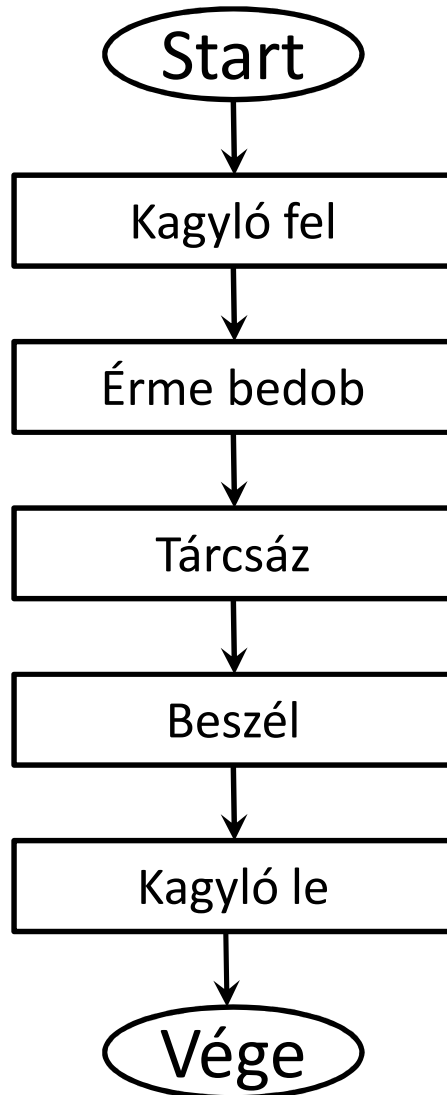 Start
Kagyló fel
Érme bedob
Tárcsáz
Beszél
Kagyló le
Vége